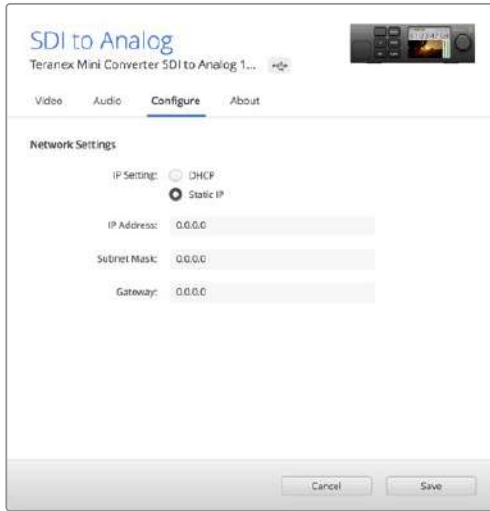 SDI to Analog
Teranex Mini Converter SDI to Analog 1...
Video Audio Configure About
Network Settings
IP Setting: DHCP
Static IP
IP Address: 0.0.0.0
Subnet Mask: 0.0.0.0
Gateway: 0.0.0.0
Cancel Save